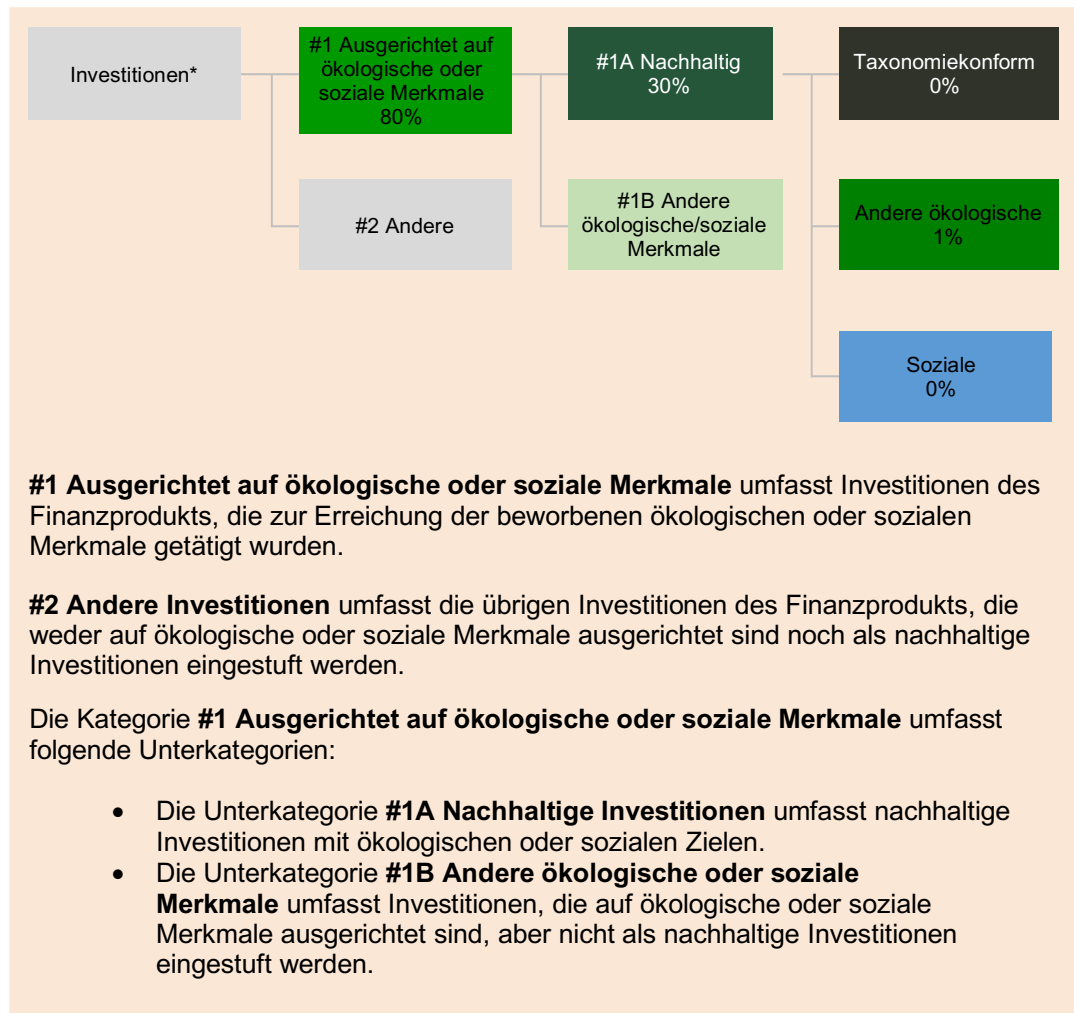 Investitionen*
#1 Ausgerichtet auf
ökologische oder
soziale Merkmale
80%
#1A Nachhaltig
30%
Taxonomiekonform
0%
#2 Andere
#1B Andere
ökologische/soziale
Merkmale
Andere ökologische
1%
Soziale
0%
#1 Ausgerichtet auf ökologische oder soziale Merkmale umfasst Investitionen des
Finanzprodukts, die zur Erreichung der beworbenen ökologischen oder sozialen
Merkmale getätigt wurden.
#2 Andere Investitionen umfasst die übrigen Investitionen des Finanzprodukts, die
weder auf ökologische oder soziale Merkmale ausgerichtet sind noch als nachhaltige
Investitionen eingestuft werden.
Die Kategorie #1 Ausgerichtet auf ökologische oder soziale Merkmale umfasst
folgende Unterkategorien:
• Die Unterkategorie #1A Nachhaltige Investitionen umfasst nachhaltige
Investitionen mit ökologischen oder sozialen Zielen.
• Die Unterkategorie #1B Andere ökologische oder soziale
Merkmale umfasst Investitionen, die auf ökologische oder soziale
Merkmale ausgerichtet sind, aber nicht als nachhaltige Investitionen
eingestuft werden.